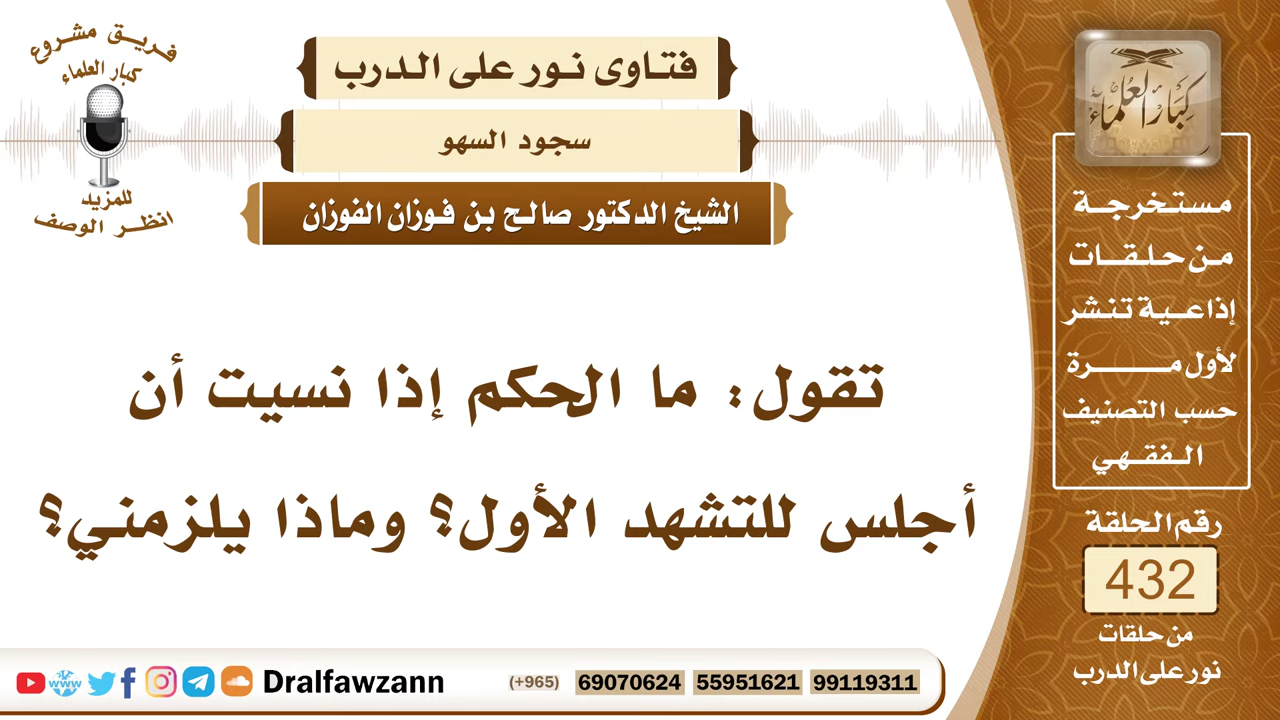 فريق مشروع
كبار العلماء
للمزيد
انظر الوصف
فتاوى نور على الدرب
سجود السهو
الشيخ الدكتور صالح بن فوزان الفوزان
تقول: ما الحكم إذا نسيت أن
أجلس للتشهد الأول؟ وماذا يلزمني؟
كبار العلماء
مستخرجة
من حلقات
إذاعية تنشر
لأول مرة
حسب التصنيف
الفقهي
رقم الحلقة
432
من حلقات
نور على الدرب
www Dralfawzann (+965) 69070624 55951621 99119311